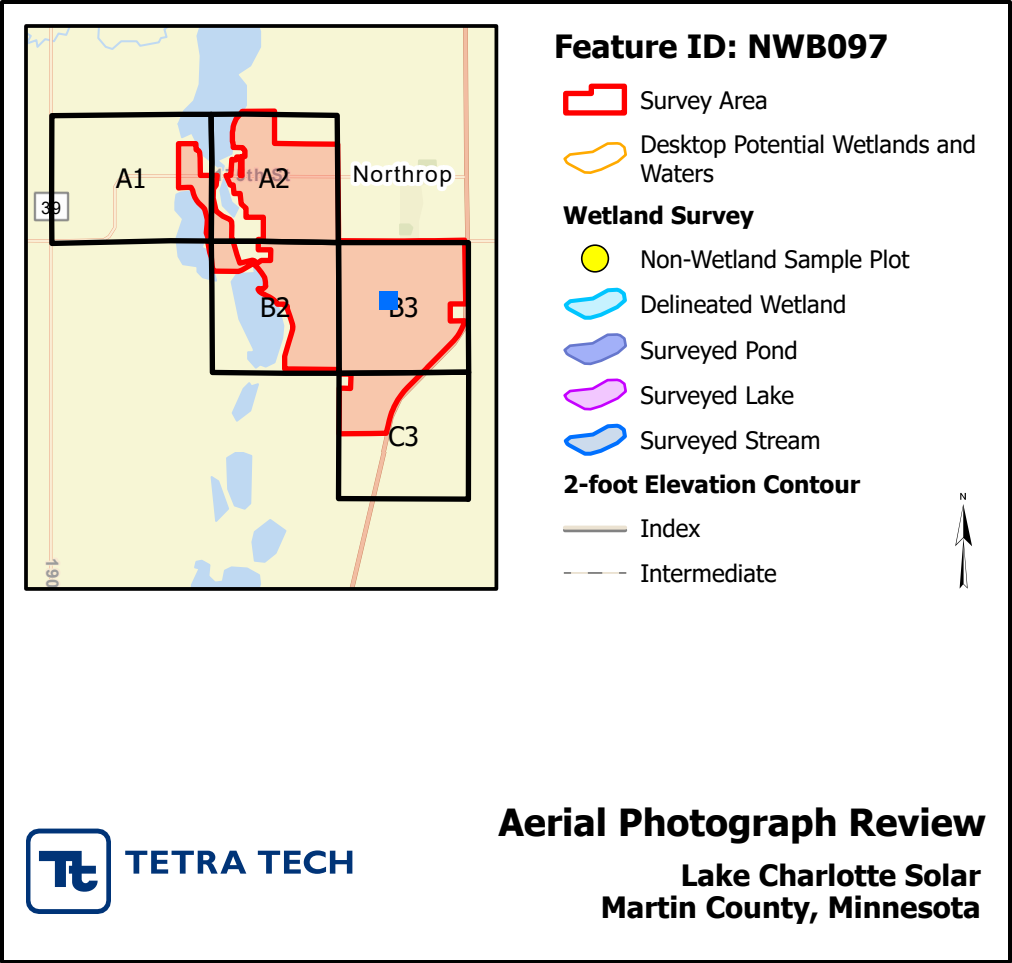 Feature ID: NWB097
Survey Area
Desktop Potential Wetlands and
Waters
Wetland Survey
Non-Wetland Sample Plot
Delineated Wetland
Surveyed Pond
Surveyed Lake
Surveyed Stream
2-foot Elevation Contour
Index
Intermediate
N
A1
A2
Northrop
39
B2
B3
C3
190
Aerial Photograph Review
Lake Charlotte Solar
Martin County, Minnesota
Tt
TETRA TECH